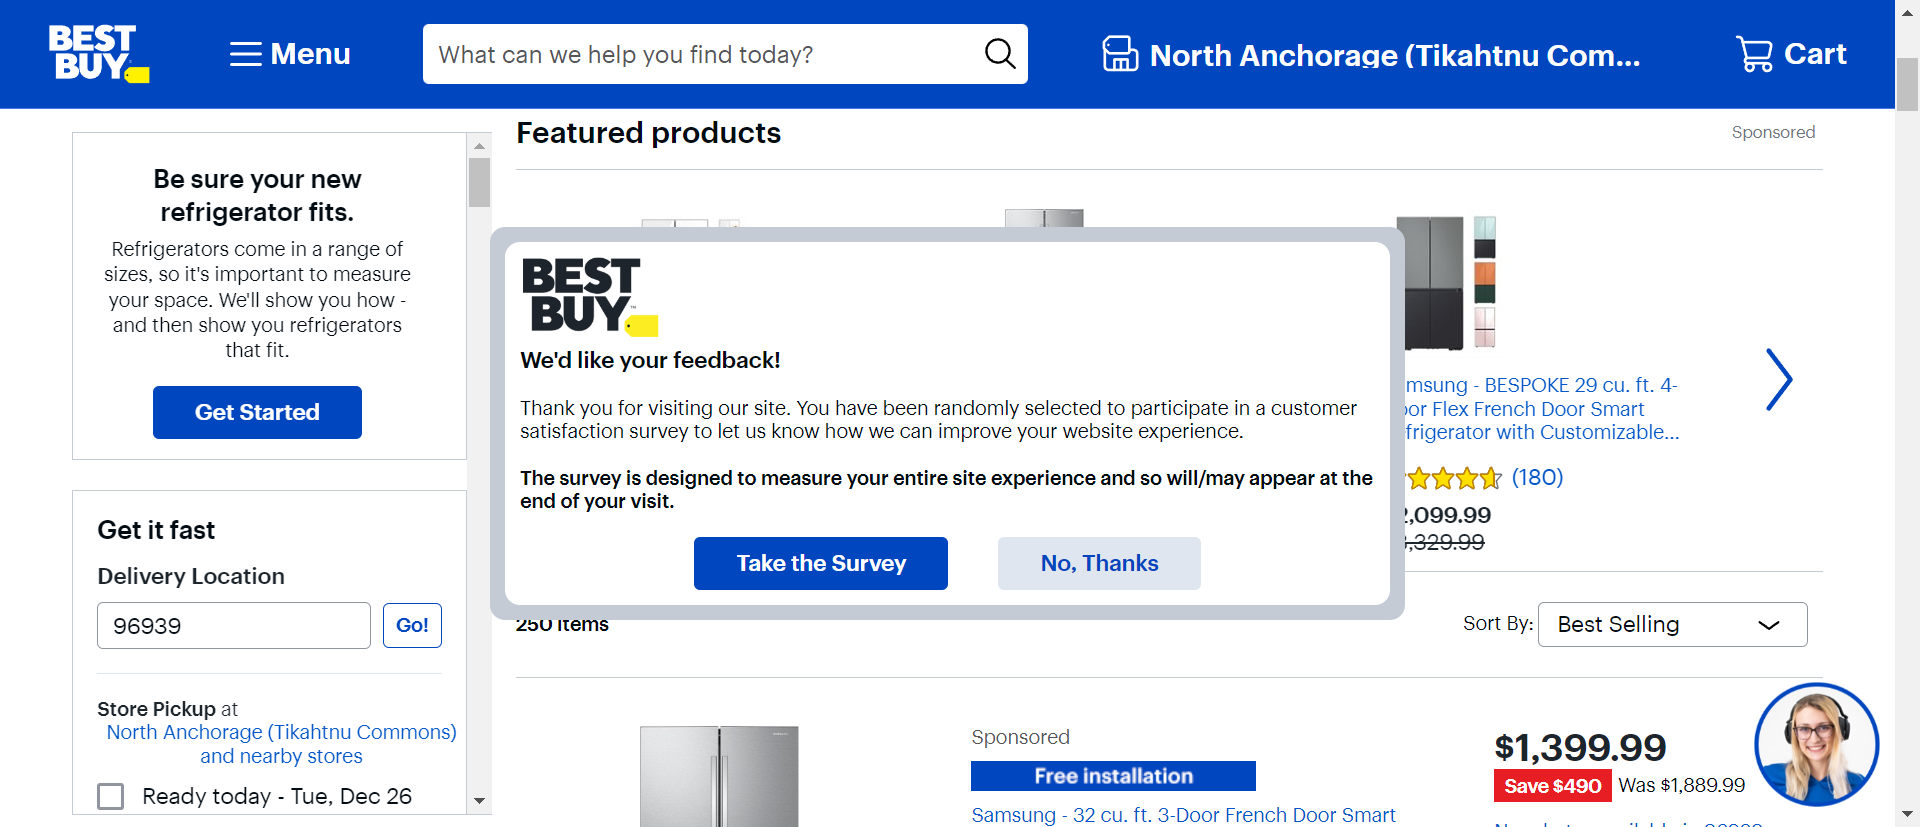 BEST
BUY
Menu
What can we help you find today?
North Anchorage (Tikahtnu Com...
Cart
Be sure your new
refrigerator fits.
Refrigerators come in a range of
sizes, so it's important to measure
your space. We'll show you how -
and then show you refrigerators
that fit.
Get Started
Get it fast
Delivery Location
96939
Go!
Store Pickup at
North Anchorage (Tikahtnu Commons)
and nearby stores
Ready today - Tue, Dec 26
Featured products
Sponsored
BEST
BUY™
We'd like your feedback!
Thank you for visiting our site. You have been randomly selected to participate in a customer
satisfaction survey to let us know how we can improve your website experience.
The survey is designed to measure your entire site experience and so will/may appear at the
end of your visit.
Take the Survey
No, Thanks
msung - BESPOKE 29 cu. ft. 4-
or Flex French Door Smart
frigerator with Customizable...
(180)
2,099.99
,329.99
250 items
Sort By:
Best Selling
Sponsored
Free installation
Samsung - 32 cu. ft. 3-Door French Door Smart
$1,399.99
Save $490 Was $1,889.99